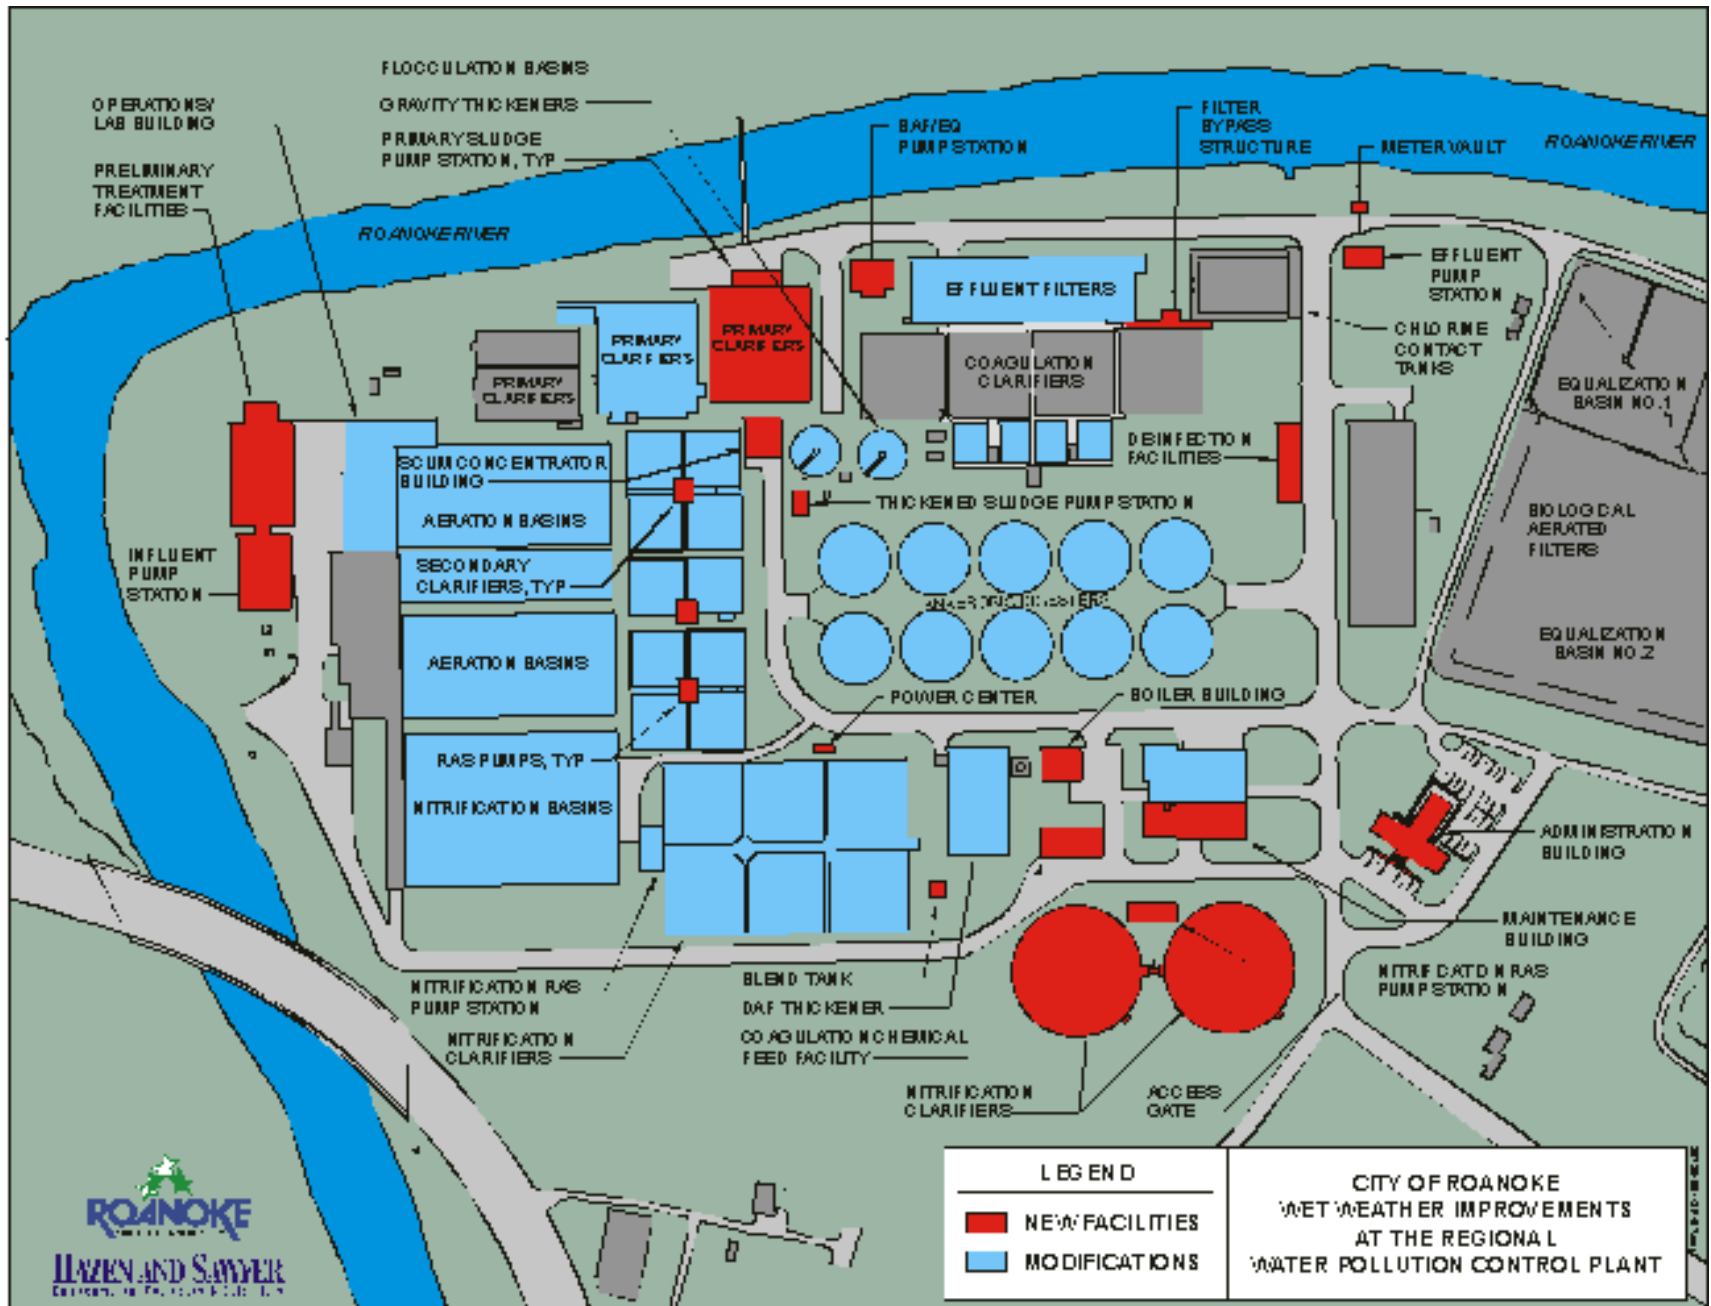 FLOCCULATION BASINS
GRAVITY THICKENERS
PRIMARY SLUDGE
PUMP STATION, TYP
OPERATIONS/
LAB BUILDING
PRELIMINARY
TREATMENT
FACILITIES
BAF/EQ
PUMP STATION
FILTER
BYPASS
STRUCTURE
METER VAULT
ROANOKE RIVER
ROANOKE RIVER
EFFLUENT FILTERS
EFFLUENT
PUMP
STATION
PRIMARY
CLARIFIERS
PRIMARY
CLARIFIERS
PRIMARY
CLARIFIERS
COAGULATION
CLARIFIERS
CHLORINE
CONTACT
TANKS
EQUALIZATION
BASIN NO.1
SCUM CONCENTRATOR
BUILDING
AERATION BASINS
DISINFECTION
FACILITIES
THICKENED SLUDGE PUMP STATION
BIOLOGICAL
AERATED
FILTERS
INFLUENT
PUMP
STATION
SECONDARY
CLARIFIERS, TYP
ANAEROBIC DIGESTERS
AERATION BASINS
EQUALIZATION
BASIN NO.2
POWER CENTER
BOILER BUILDING
RAS PUMPS, TYP
NITRIFICATION BASINS
ADMINISTRATION
BUILDING
MAINTENANCE
BUILDING
NITRIFICATION RAS
PUMP STATION
NITRIFICATION RAS
PUMP STATION
BLEND TANK
DAF THICKENER
COAGULATION CHEMICAL
FEED FACILITY
NITRIFICATION
CLARIFIERS
NITRIFICATION
CLARIFIERS
ACCESS
GATE
LEGEND
NEW FACILITIES
MODIFICATIONS
CITY OF ROANOKE
WET WEATHER IMPROVEMENTS
AT THE REGIONAL
WATER POLLUTION CONTROL PLANT
ROANOKE
HAZEN AND SAWYER